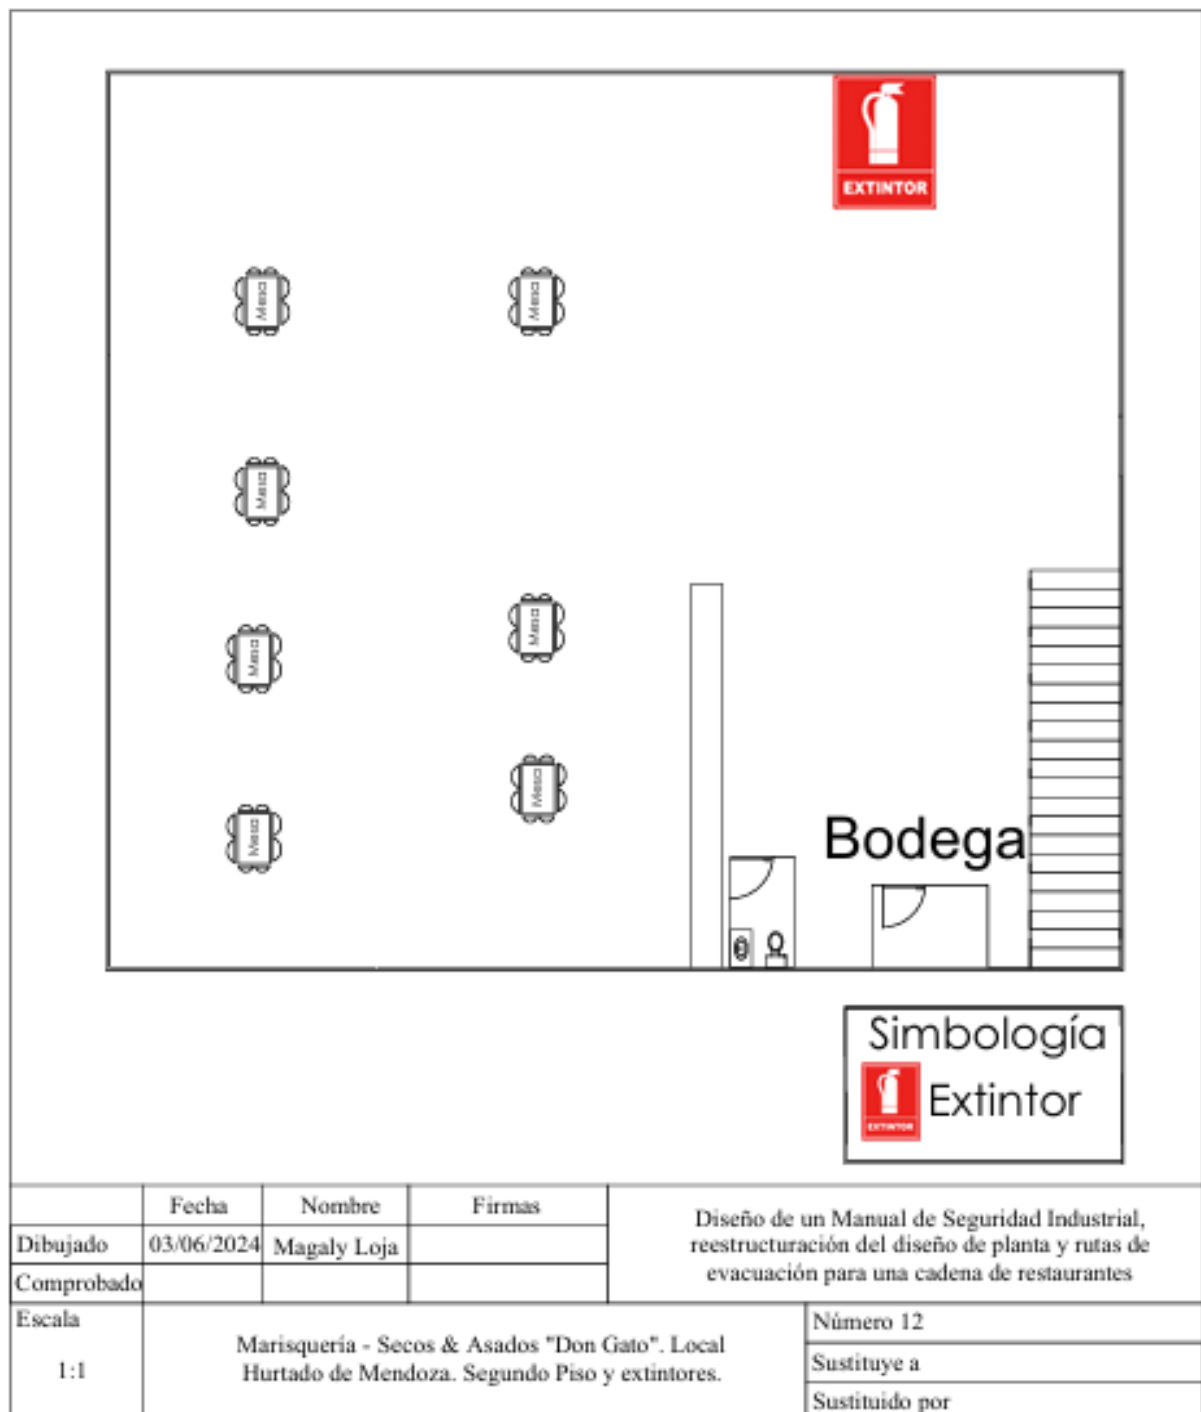 EXTINTOR
Mesa
Mesa
Mesa
Mesa
Mesa
Mesa
Mesa
Bodega
Simbología
EXTINTOR
Extintor
Fecha
Nombre
Firmas
Dibujado
03/06/2024
Magaly Loja
Comprobado
Diseño de un Manual de Seguridad Industrial,
reestructuración del diseño de planta y rutas de
evacuación para una cadena de restaurantes
Escala
1:1
Marisquería - Secos & Asados "Don Gato". Local
Hurtado de Mendoza. Segundo Piso y extintores.
Número 12
Sustituye a
Sustituido por